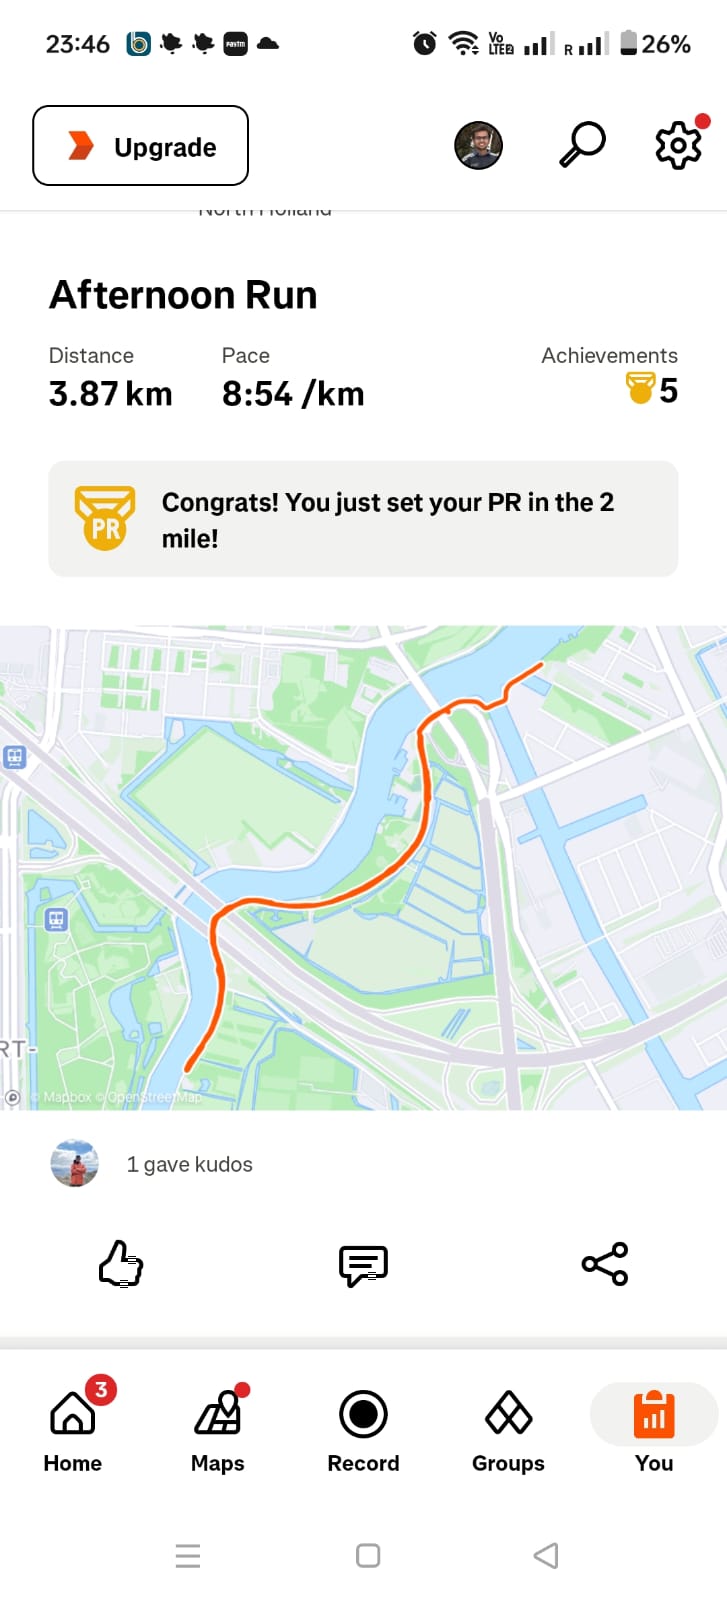 23:46 paytm Vo LTE2 R 26%
Upgrade
North Holland
Afternoon Run
Distance Pace Achievements
3.87 km 8:54 /km 5
PR Congrats! You just set your PR in the 2
mile!
RT-
© Mapbox © OpenStreetMap
1 gave kudos
3
Home Maps Record Groups You